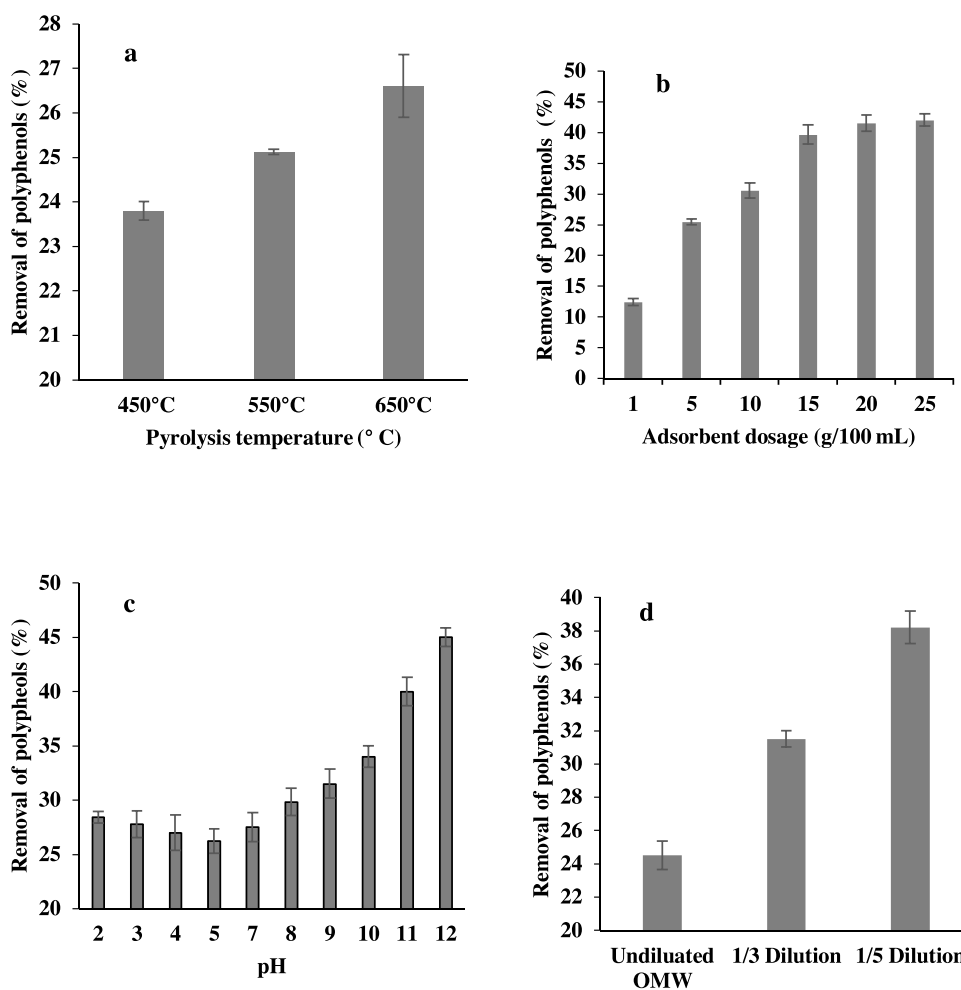 a
Removal of polyphenols (%)
28
27
26
25
24
23
22
21
20
450°C 550°C 650°C
Pyrolysis temperature (° C)
b
Removal of polyphenols (%)
50
45
40
35
30
25
20
15
10
5
0
1 5 10 15 20 25
Adsorbent dosage (g/100 mL)
c
Removal of polypheols (%)
50
45
40
35
30
25
20
2 3 4 5 7 8 9 10 11 12
pH
d
Removal of polyphenols (%)
40
38
36
34
32
30
28
26
24
22
20
Undiluated 1/3 Dilution 1/5 Dilution
OMW